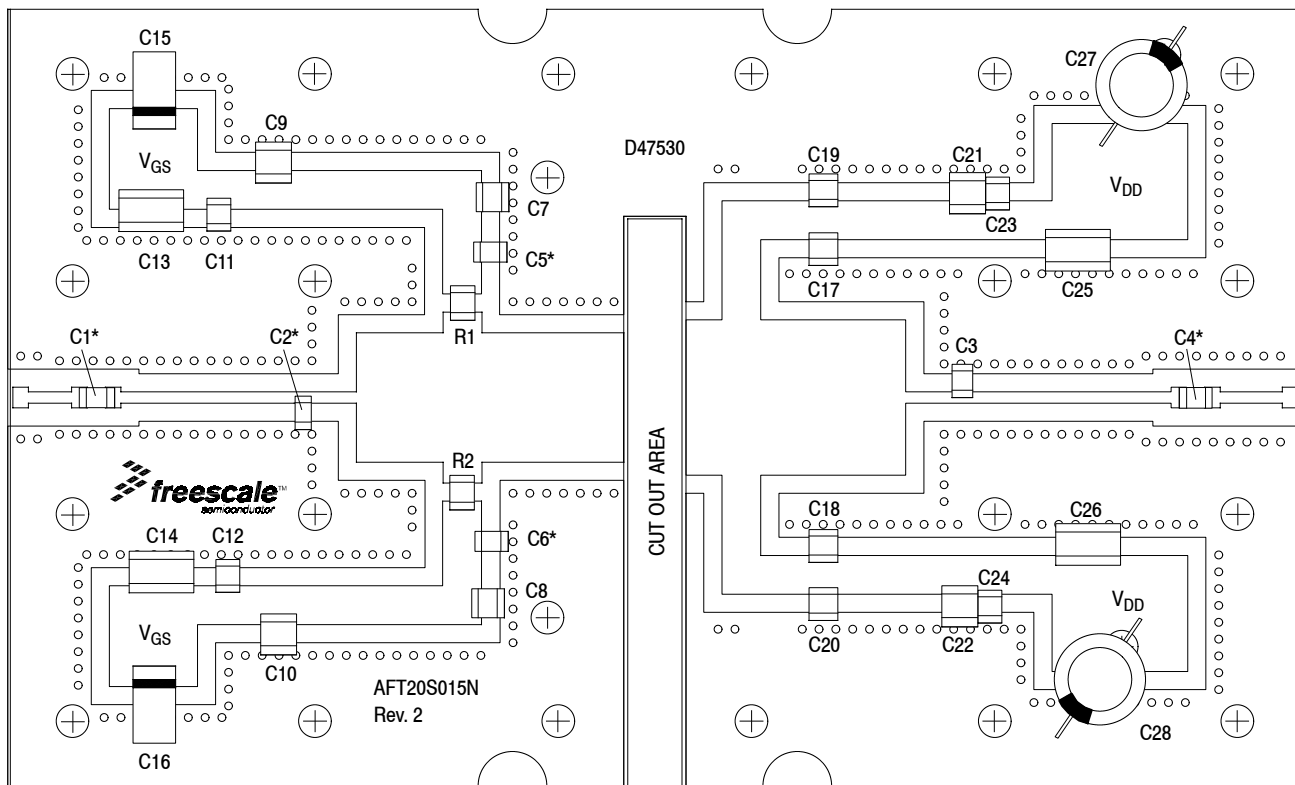 C15
C27
C9
D47530
C19
C21
VGS
VDD
C7
C23
C13
C11
C5*
C17
C25
C1*
C2*
R1
C3
C4*
CUT OUT AREA
R2
freescale™
semiconductor
C14
C12
C6*
C18
C26
C8
C24
VGS
VDD
C10
C20
C22
AFT20S015N
Rev. 2
C16
C28